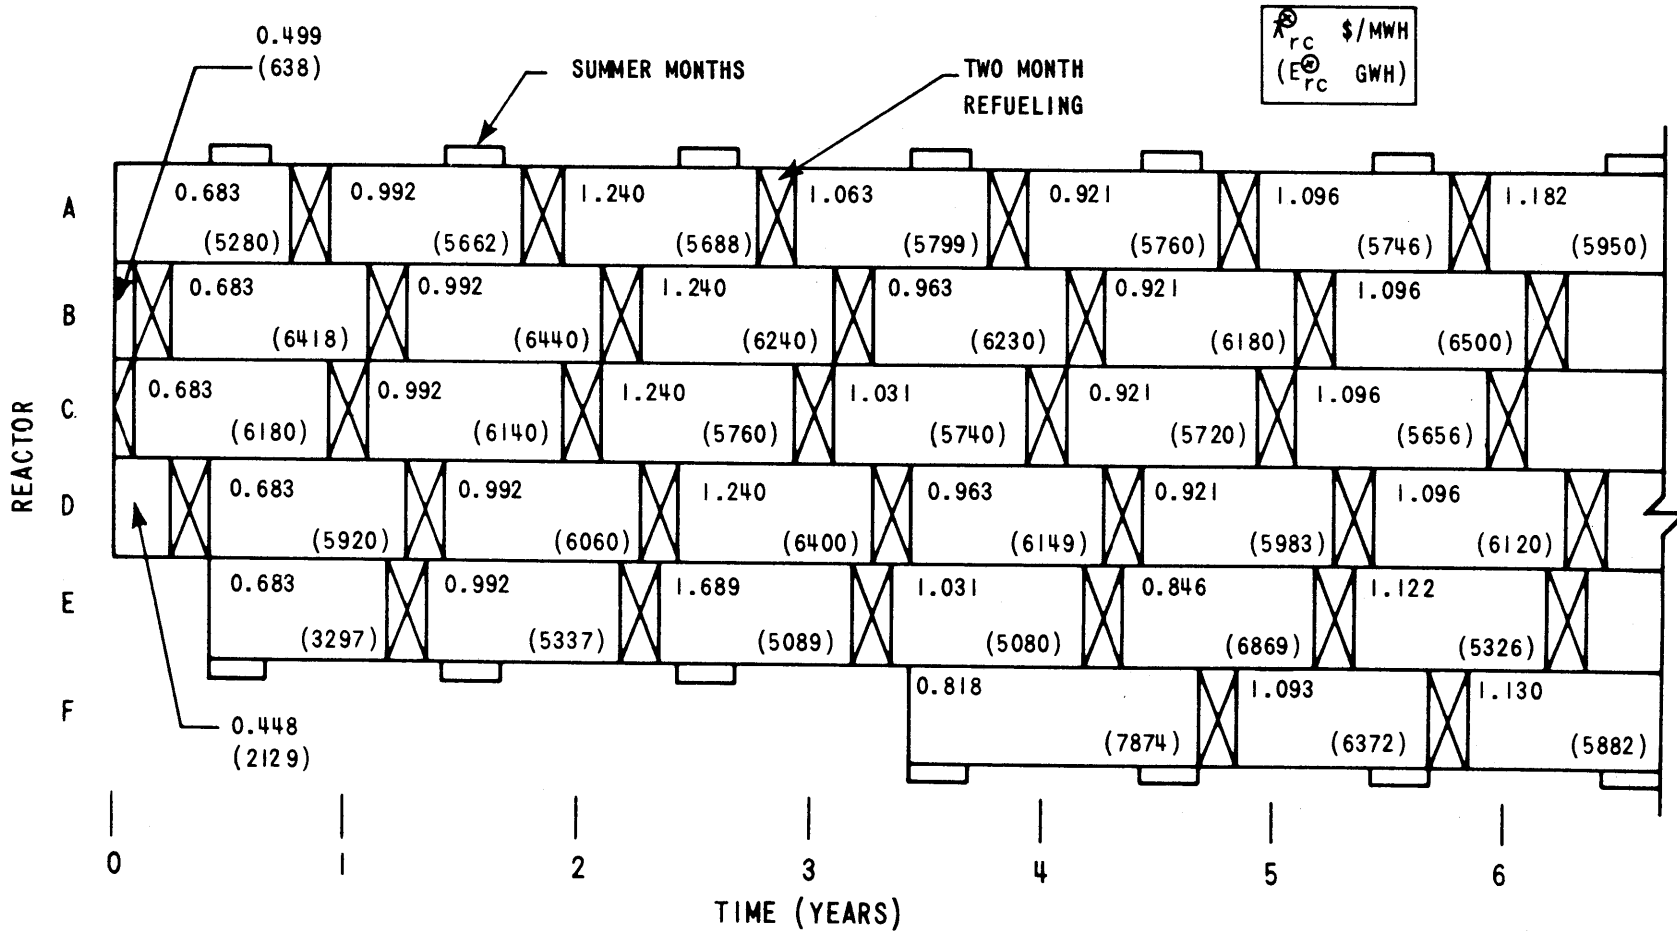 0.499
(638)
SUMMER MONTHS
TWO MONTH
REFUELING
rc $/MWH
(E⊗rc GWH)
A
0.683 0.992 1.240 1.063 0.921 1.096 1.182
(5280) (5662) (5688) (5799) (5760) (5746) (5950)
B
0.683 0.992 1.240 0.963 0.921 1.096
(6418) (6440) (6240) (6230) (6180) (6500)
C
0.683 0.992 1.240 1.031 0.921 1.096
(6180) (6140) (5760) (5740) (5720) (5656)
D
0.683 0.992 1.240 0.963 0.921 1.096
(5920) (6060) (6400) (6149) (5983) (6120)
E
0.683 0.992 1.689 1.031 0.846 1.122
(3297) (5337) (5089) (5080) (6869) (5326)
F
0.818 1.093 1.130
(7874) (6372) (5882)
REACTOR
0.448
(2129)
0 1 2 3 4 5 6
TIME (YEARS)